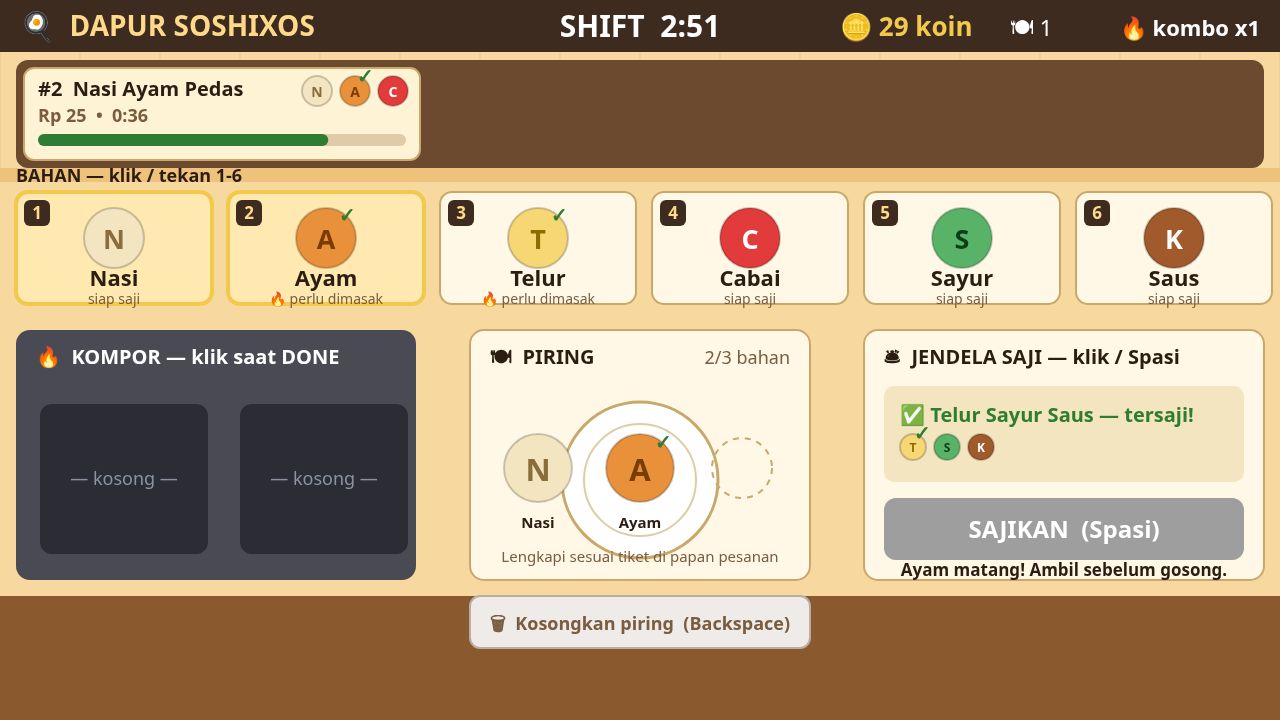 🍳 DAPUR SOSHIXOS
SHIFT 2:51
🪙 29 koin
🍽 1
🔥 kombo x1
#2 Nasi Ayam Pedas
N A ✓ C
Rp 25 • 0:36
BAHAN — klik / tekan 1-6
1
N
Nasi
siap saji
2
A ✓
Ayam
🔥 perlu dimasak
3
T ✓
Telur
🔥 perlu dimasak
4
C
Cabai
siap saji
5
S
Sayur
siap saji
6
K
Saus
siap saji
🔥 KOMPOR — klik saat DONE
— kosong —
— kosong —
🍽 PIRING
2/3 bahan
N
A ✓
Nasi
Ayam
Lengkapi sesuai tiket di papan pesanan
🗑 Kosongkan piring (Backspace)
🛎 JENDELA SAJI — klik / Spasi
✅ Telur Sayur Saus — tersaji!
T ✓ S K
SAJIKAN (Spasi)
Ayam matang! Ambil sebelum gosong.